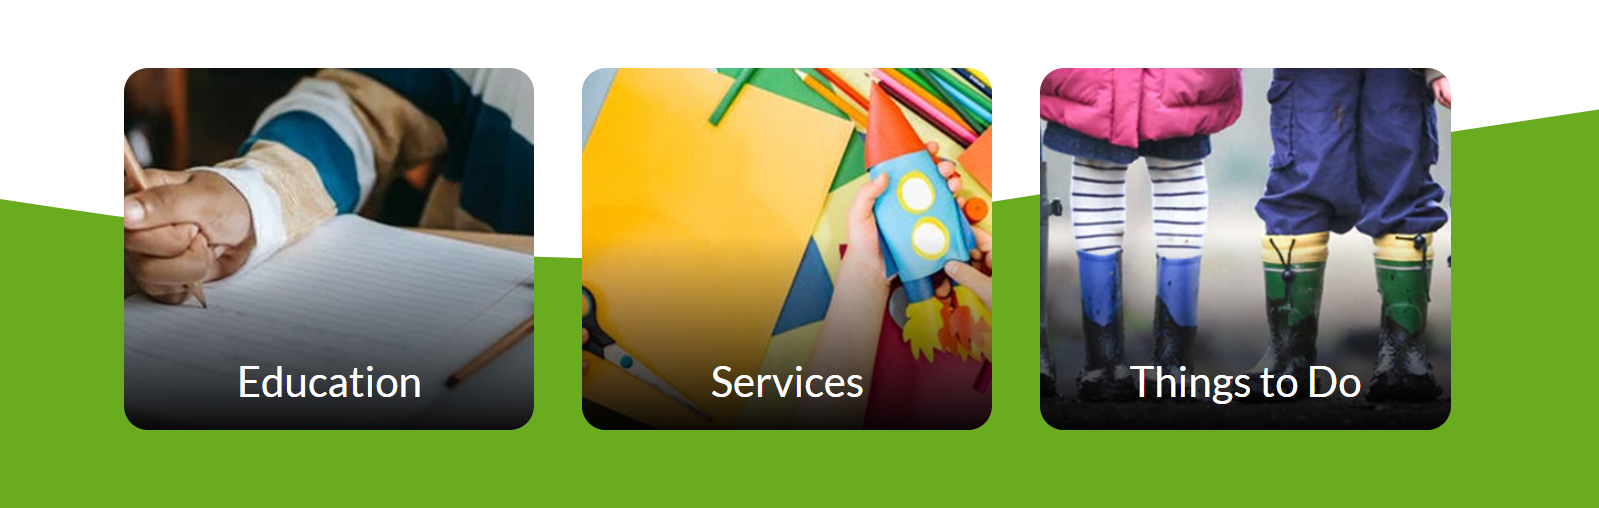 Education
Services
Things to Do